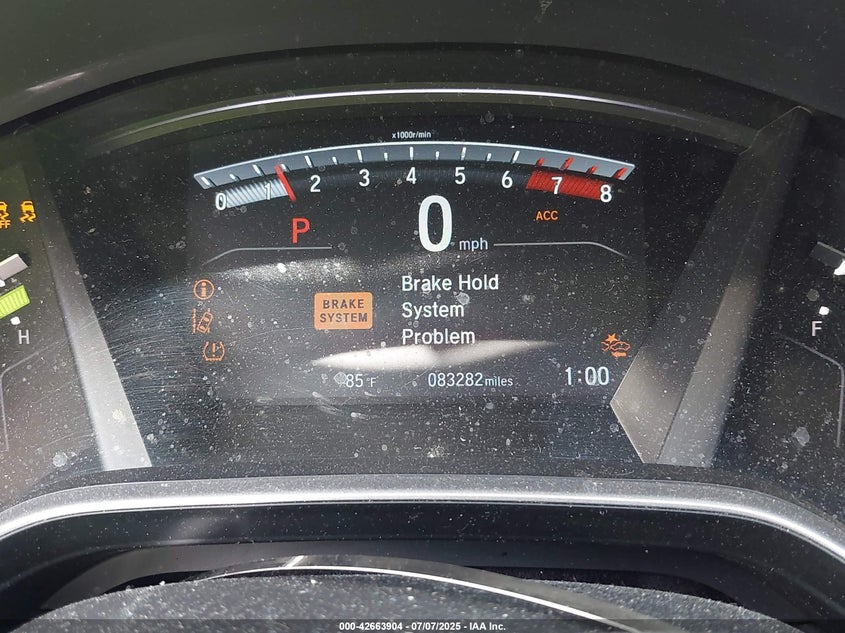 x1000r/min
0 1 2 3 4 5 6 7 8
P 0 mph ACC
OFF
H
F
BRAKE
SYSTEM
Brake Hold
System
Problem
85°F 083282 miles 1:00
000-42663904 - 07/07/2025 - IAA Inc.